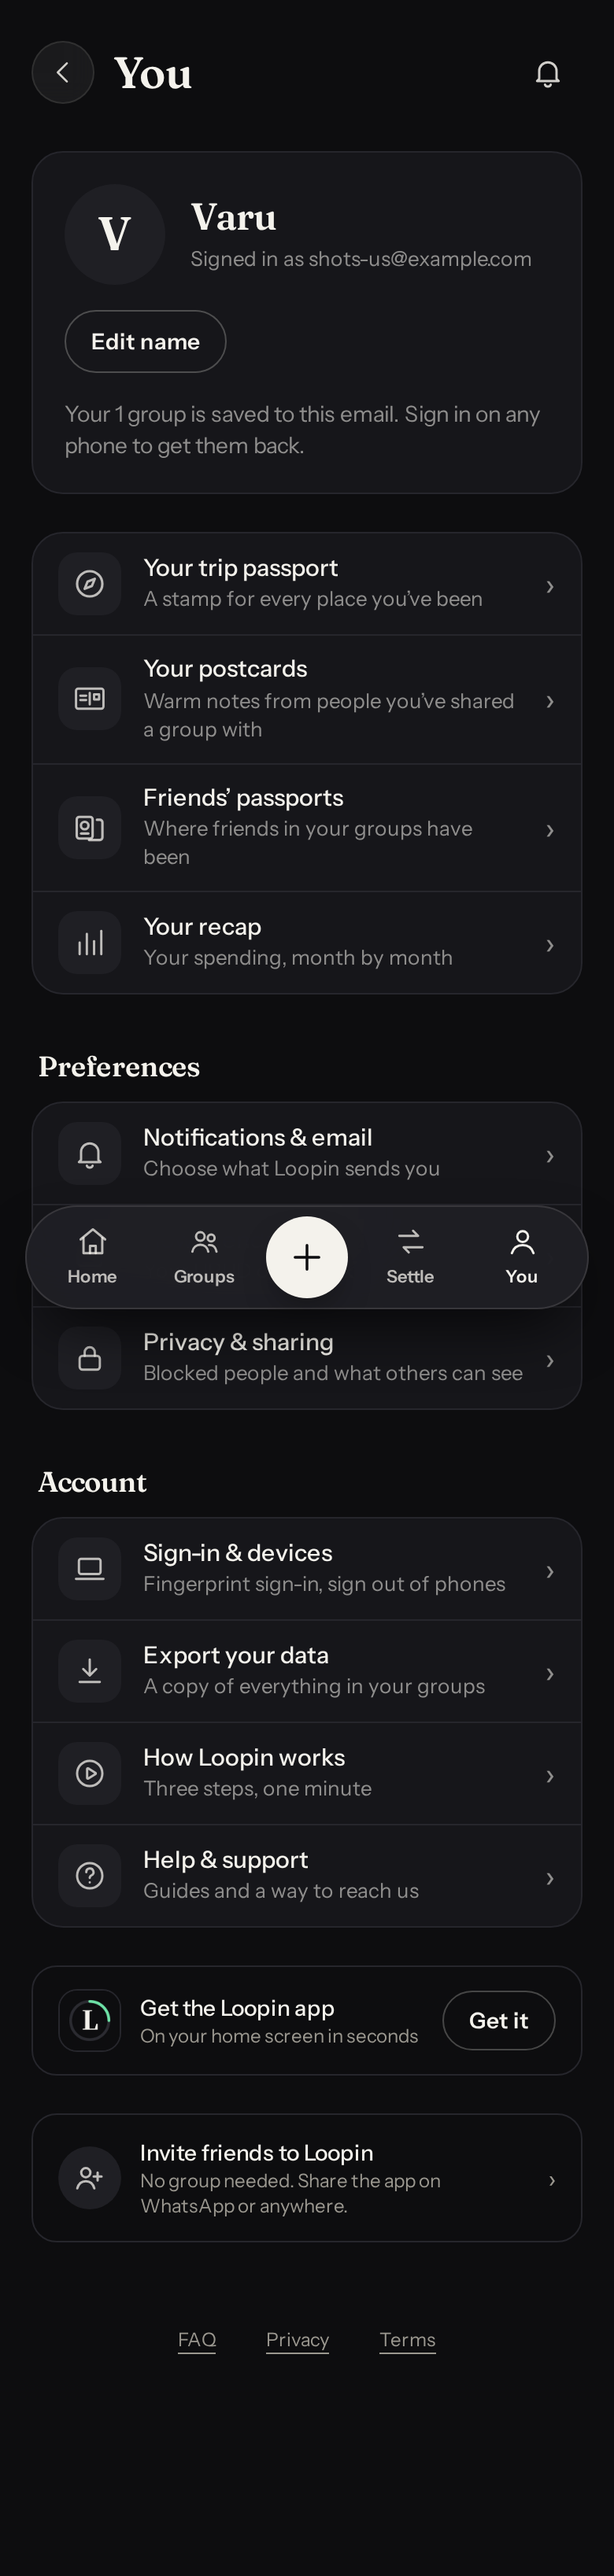 You
V
Varu
Signed in as shots-us@example.com
Edit name
Your 1 group is saved to this email. Sign in on any
phone to get them back.
Your trip passport
A stamp for every place you’ve been
Your postcards
Warm notes from people you’ve shared
a group with
Friends’ passports
Where friends in your groups have
been
Your recap
Your spending, month by month
Preferences
Notifications & email
Choose what Loopin sends you
Home
Groups
Settle
You
Privacy & sharing
Blocked people and what others can see
Account
Sign-in & devices
Fingerprint sign-in, sign out of phones
Export your data
A copy of everything in your groups
How Loopin works
Three steps, one minute
Help & support
Guides and a way to reach us
L
Get the Loopin app
On your home screen in seconds
Get it
Invite friends to Loopin
No group needed. Share the app on
WhatsApp or anywhere.
FAQ
Privacy
Terms